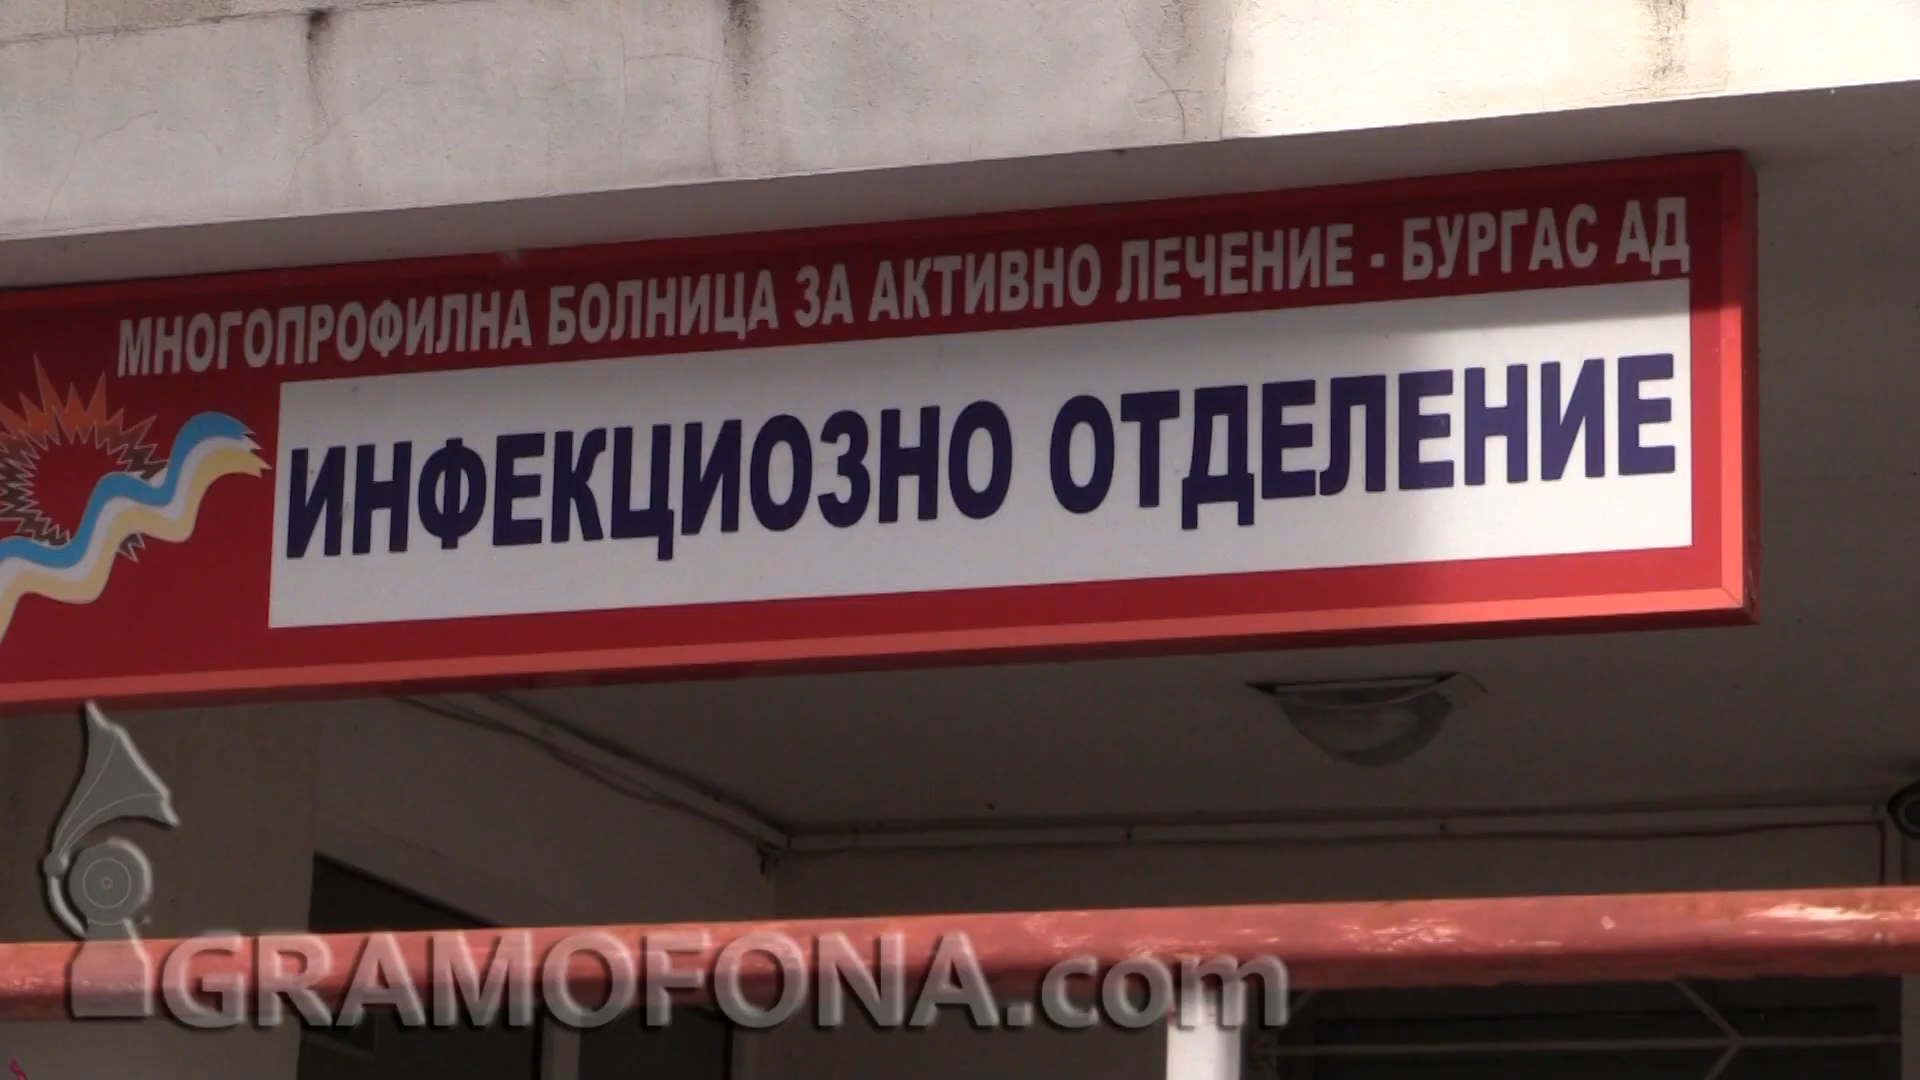 МНОГОПРОФИЛНА БОЛНИЦА ЗА АКТИВНО ЛЕЧЕНИЕ - БУРГАС АД
ИНФЕКЦИОЗНО ОТДЕЛЕНИЕ
GRAMOFONA.com